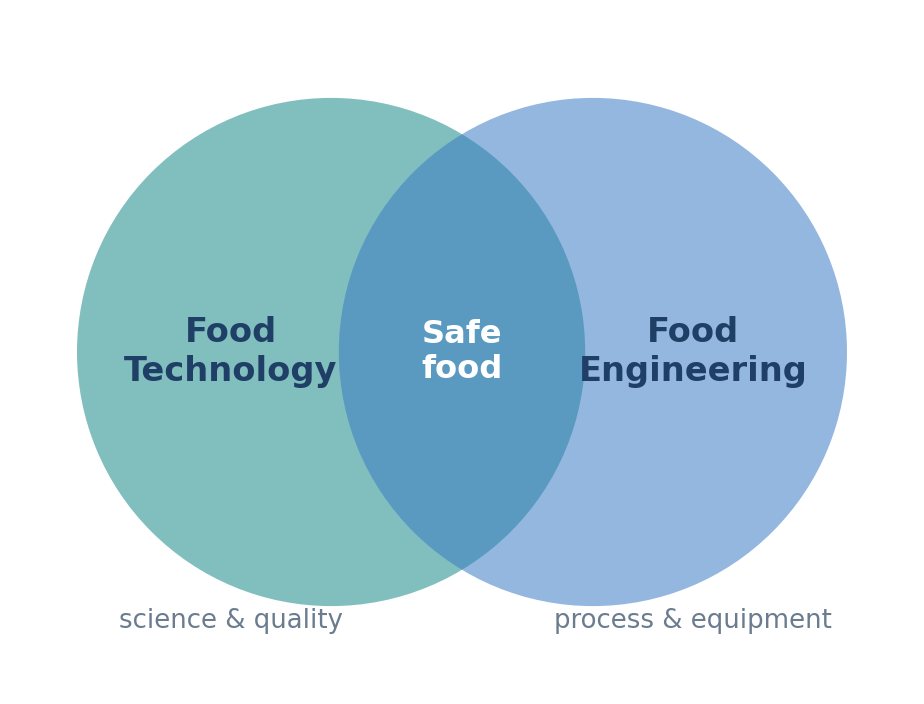 Food
Technology
Safe
food
Food
Engineering
science & quality
process & equipment